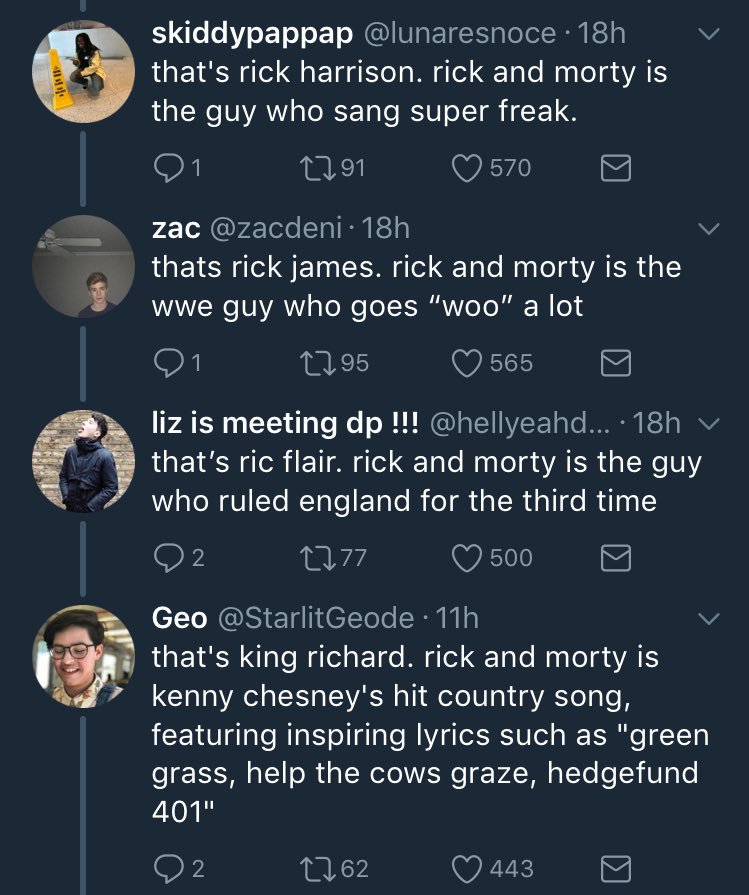 skiddypappap @lunaresnoce · 18h
that's rick harrison. rick and morty is
the guy who sang super freak.
1 91 570
zac @zacdeni · 18h
thats rick james. rick and morty is the
wwe guy who goes “woo” a lot
1 95 565
liz is meeting dp !!! @hellyeahd... · 18h
that’s ric flair. rick and morty is the guy
who ruled england for the third time
2 77 500
Geo @StarlitGeode · 11h
that's king richard. rick and morty is
kenny chesney's hit country song,
featuring inspiring lyrics such as "green
grass, help the cows graze, hedgefund
401"
2 62 443